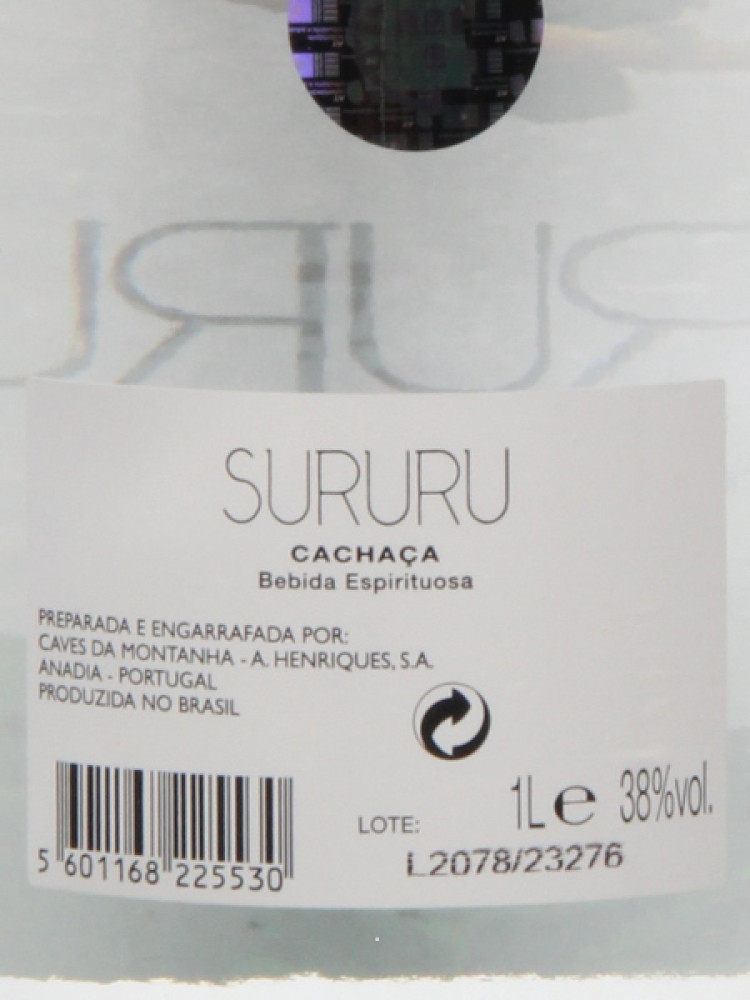 SURURU
CACHAÇA
Bebida Espirituosa
PREPARADA E ENGARRAFADA POR:
CAVES DA MONTANHA - A. HENRIQUES, S.A.
ANADIA - PORTUGAL
PRODUZIDA NO BRASIL
1L e 38%vol.
LOTE:
L2078/23276
5 601168 225530